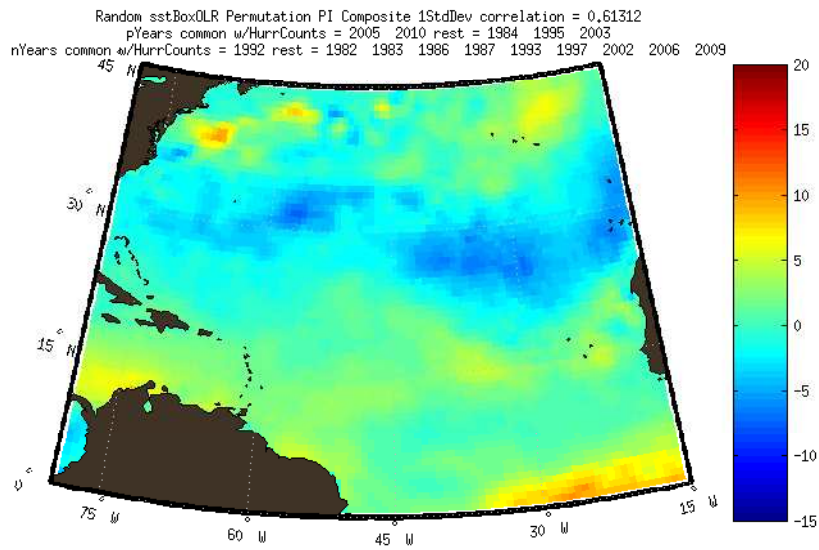 Random sstBoxOLR Permutation PI Composite 1StdDev correlation = 0.61312
pYears common w/HurrCounts = 2005 2010 rest = 1984 1995 2003
nYears common w/HurrCounts = 1992 rest = 1982 1983 1986 1987 1993 1997 2002 2006 2009
45° N
30° N
15° N
0°
75° W
60° W
45° W
30° W
15° W
20
15
10
5
0
-5
-10
-15